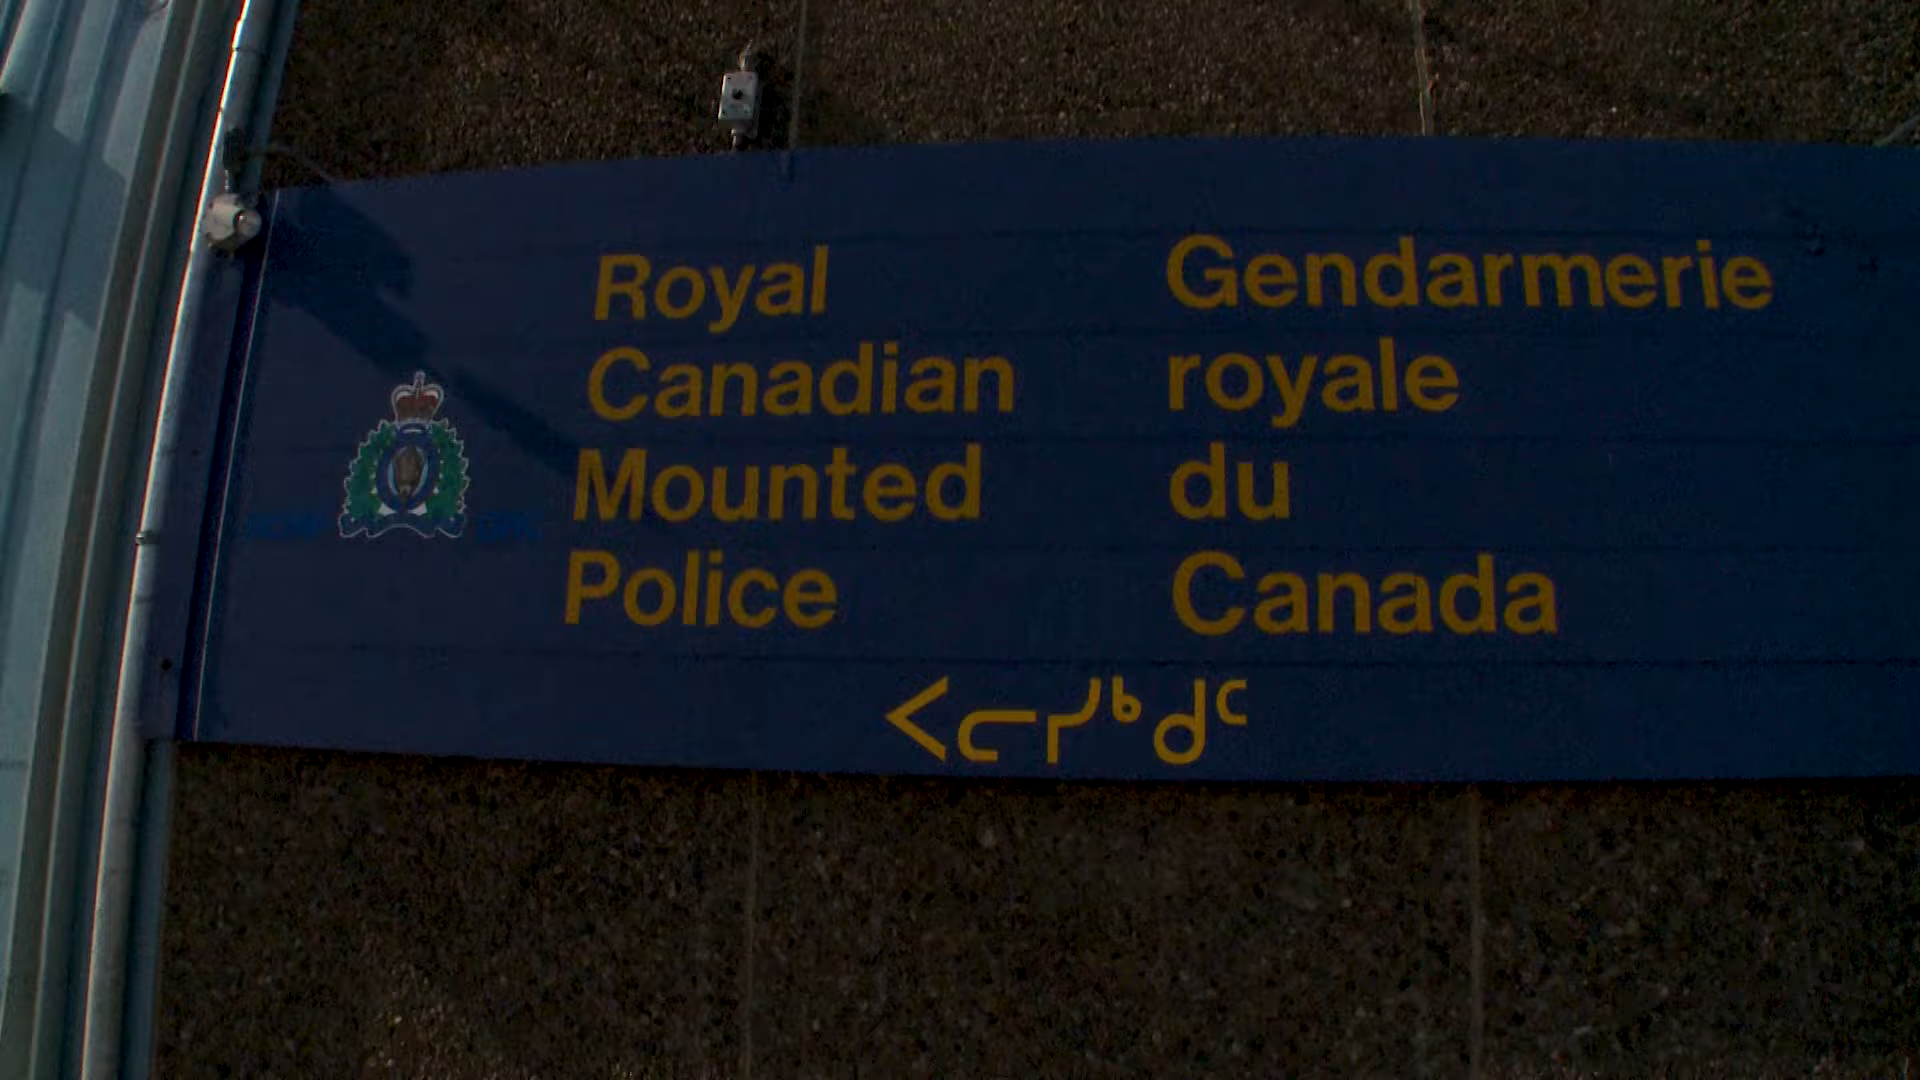 Royal Canadian Mounted Police
Gendarmerie royale du Canada
ᐸᓕᓯᒃᑯᑦ